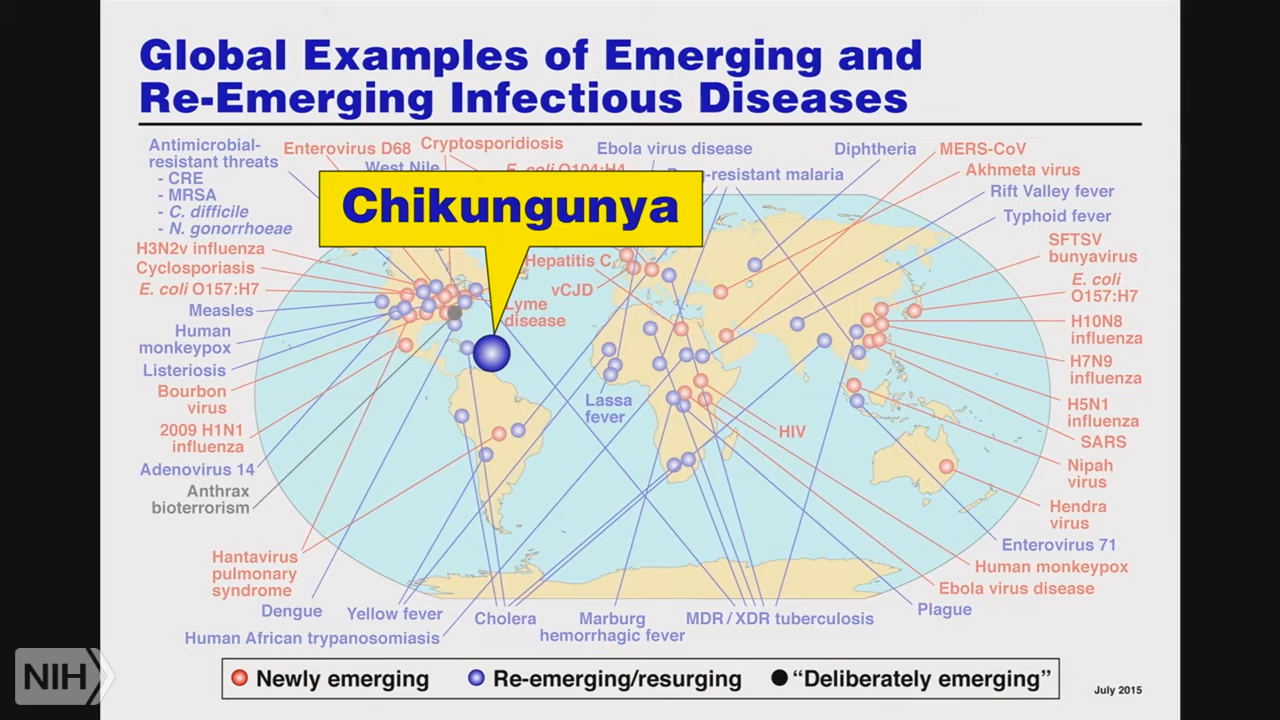 Global Examples of Emerging and
Re-Emerging Infectious Diseases
Antimicrobial-
resistant threats
- CRE
- MRSA
- C. difficile
- N. gonorrhoeae
Enterovirus D68
Cryptosporidiosis
West Nile
E. coli O104:H4
Ebola virus disease
-resistant malaria
Diphtheria
MERS-CoV
Akhmeta virus
Rift Valley fever
Typhoid fever
Chikungunya
H3N2v influenza
Cyclosporiasis
E. coli O157:H7
Measles
Human
monkeypox
Listeriosis
Bourbon
virus
2009 H1N1
influenza
Adenovirus 14
Anthrax
bioterrorism
Hantavirus
pulmonary
syndrome
Dengue
Yellow fever
Human African trypanosomiasis
Cholera
Marburg
hemorrhagic fever
MDR / XDR tuberculosis
Plague
Hepatitis C
vCJD
Lyme
disease
Lassa
fever
HIV
SFTSV
bunyavirus
E. coli
O157:H7
H10N8
influenza
H7N9
influenza
H5N1
influenza
SARS
Nipah
virus
Hendra
virus
Enterovirus 71
Human monkeypox
Ebola virus disease
Newly emerging
Re-emerging/resurging
“Deliberately emerging”
July 2015
NIH